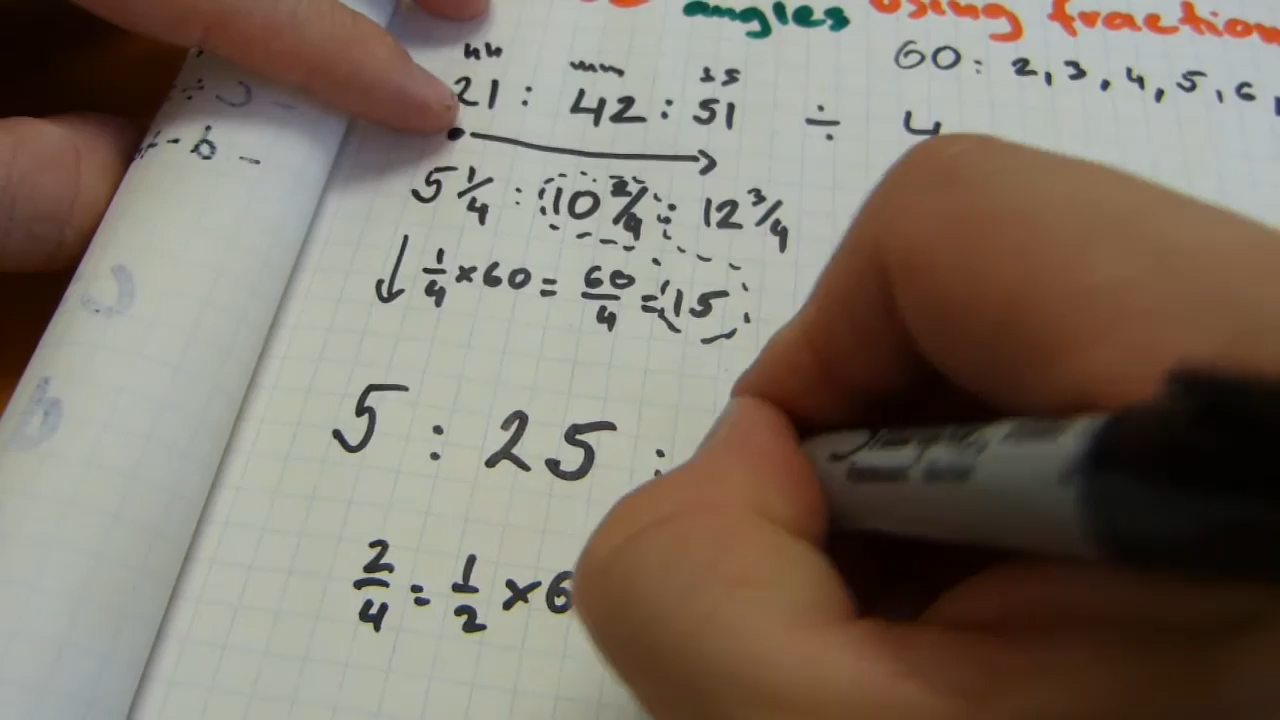 angles using fraction
hh mm ss 60: 2, 3, 4, 5, 6,
21 : 42 : 51 ÷ 4
5 1/4 : 10 2/4 : 12 3/4
↓ 1/4 × 60 = 60/4 = 15
5 : 25 :
2/4 = 1/2 × 6